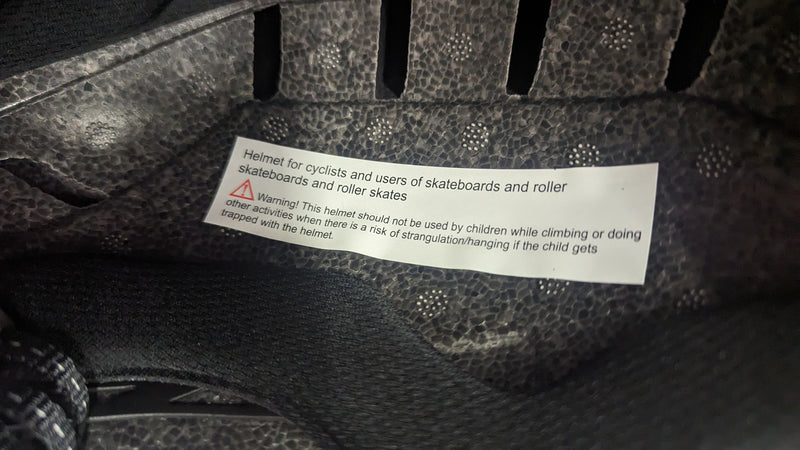 Helmet for cyclists and users of skateboards and roller
skateboards and roller skates
Warning! This helmet should not be used by children while climbing or doing
other activities when there is a risk of strangulation/hanging if the child gets
trapped with the helmet.